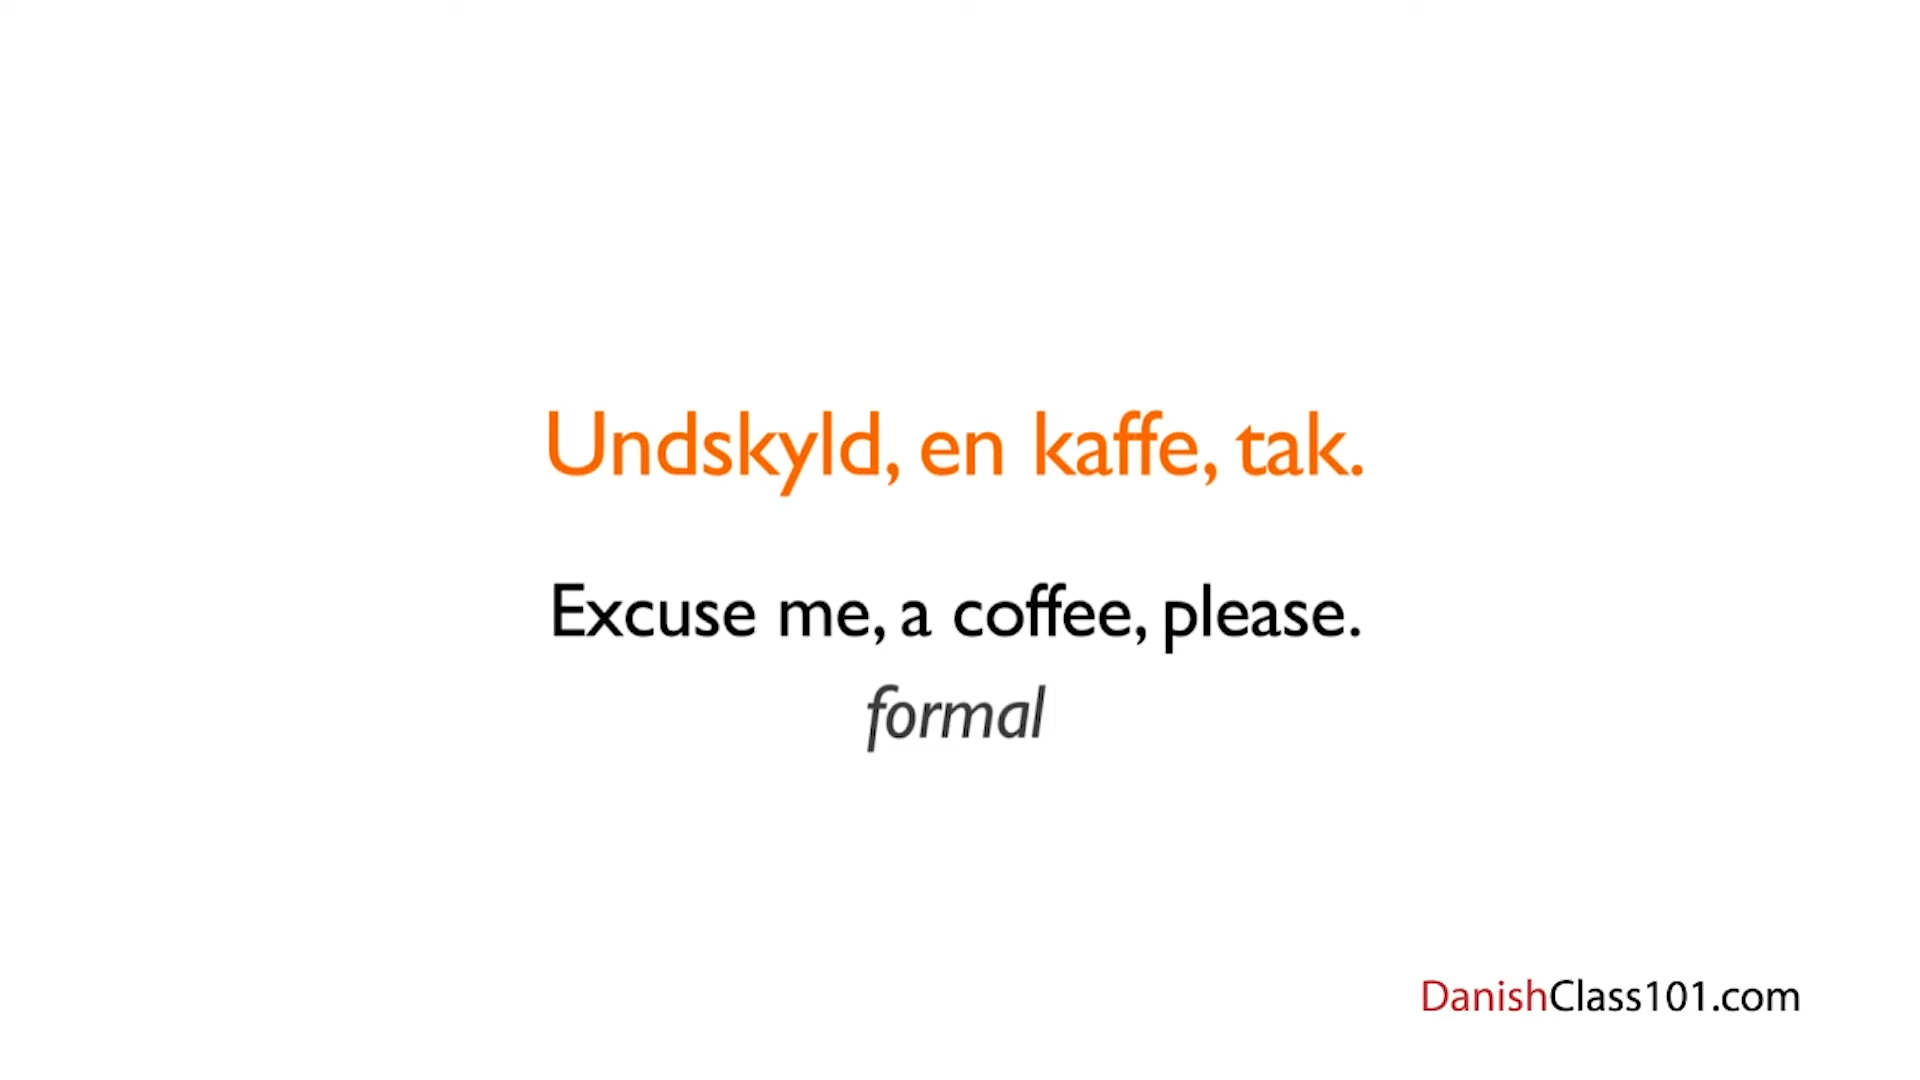 Undskyld, en kaffe, tak.
Excuse me, a coffee, please.
formal
DanishClass101.com